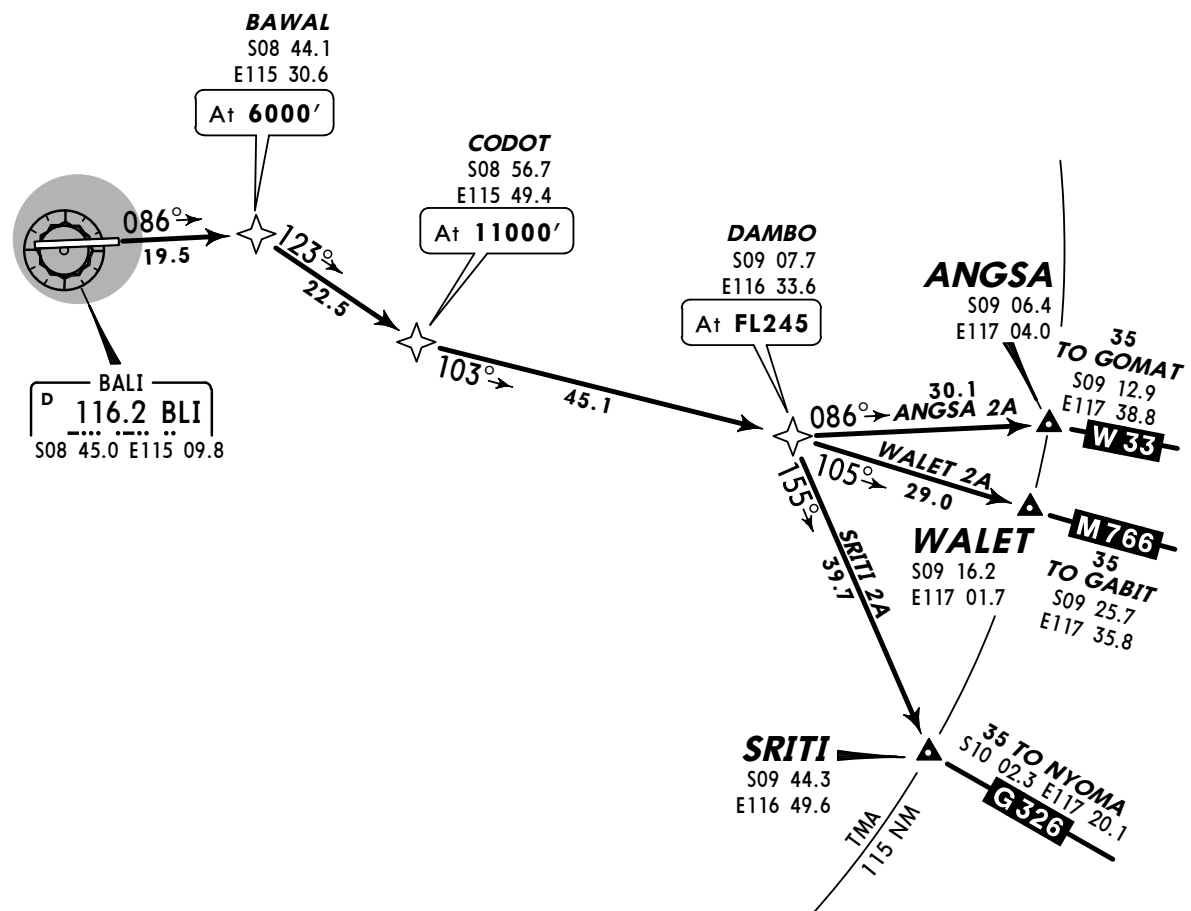 BAWAL
S08 44.1
E115 30.6
At 6000'
CODOT
S08 56.7
E115 49.4
At 11000'
DAMBO
S09 07.7
E116 33.6
At FL245
ANGSA
S09 06.4
E117 04.0
35
TO GOMAT
S09 12.9
E117 38.8
W 33
086°
19.5
123°
22.5
103°
45.1
BALI
D 116.2 BLI
S08 45.0 E115 09.8
086°
30.1
ANGSA 2A
105°
WALET 2A
29.0
155°
SRITI 2A
39.7
WALET
S09 16.2
E117 01.7
M 766
35
TO GABIT
S09 25.7
E117 35.8
SRITI
S09 44.3
E116 49.6
35 TO NYOMA
S10 02.3 E117 20.1
G 326
TMA
115 NM